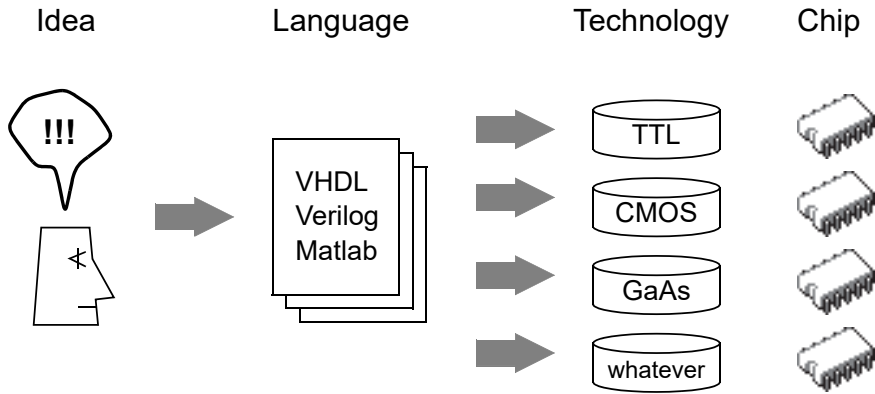 Idea
Language
Technology
Chip
!!!
VHDL
Verilog
Matlab
TTL
CMOS
GaAs
whatever